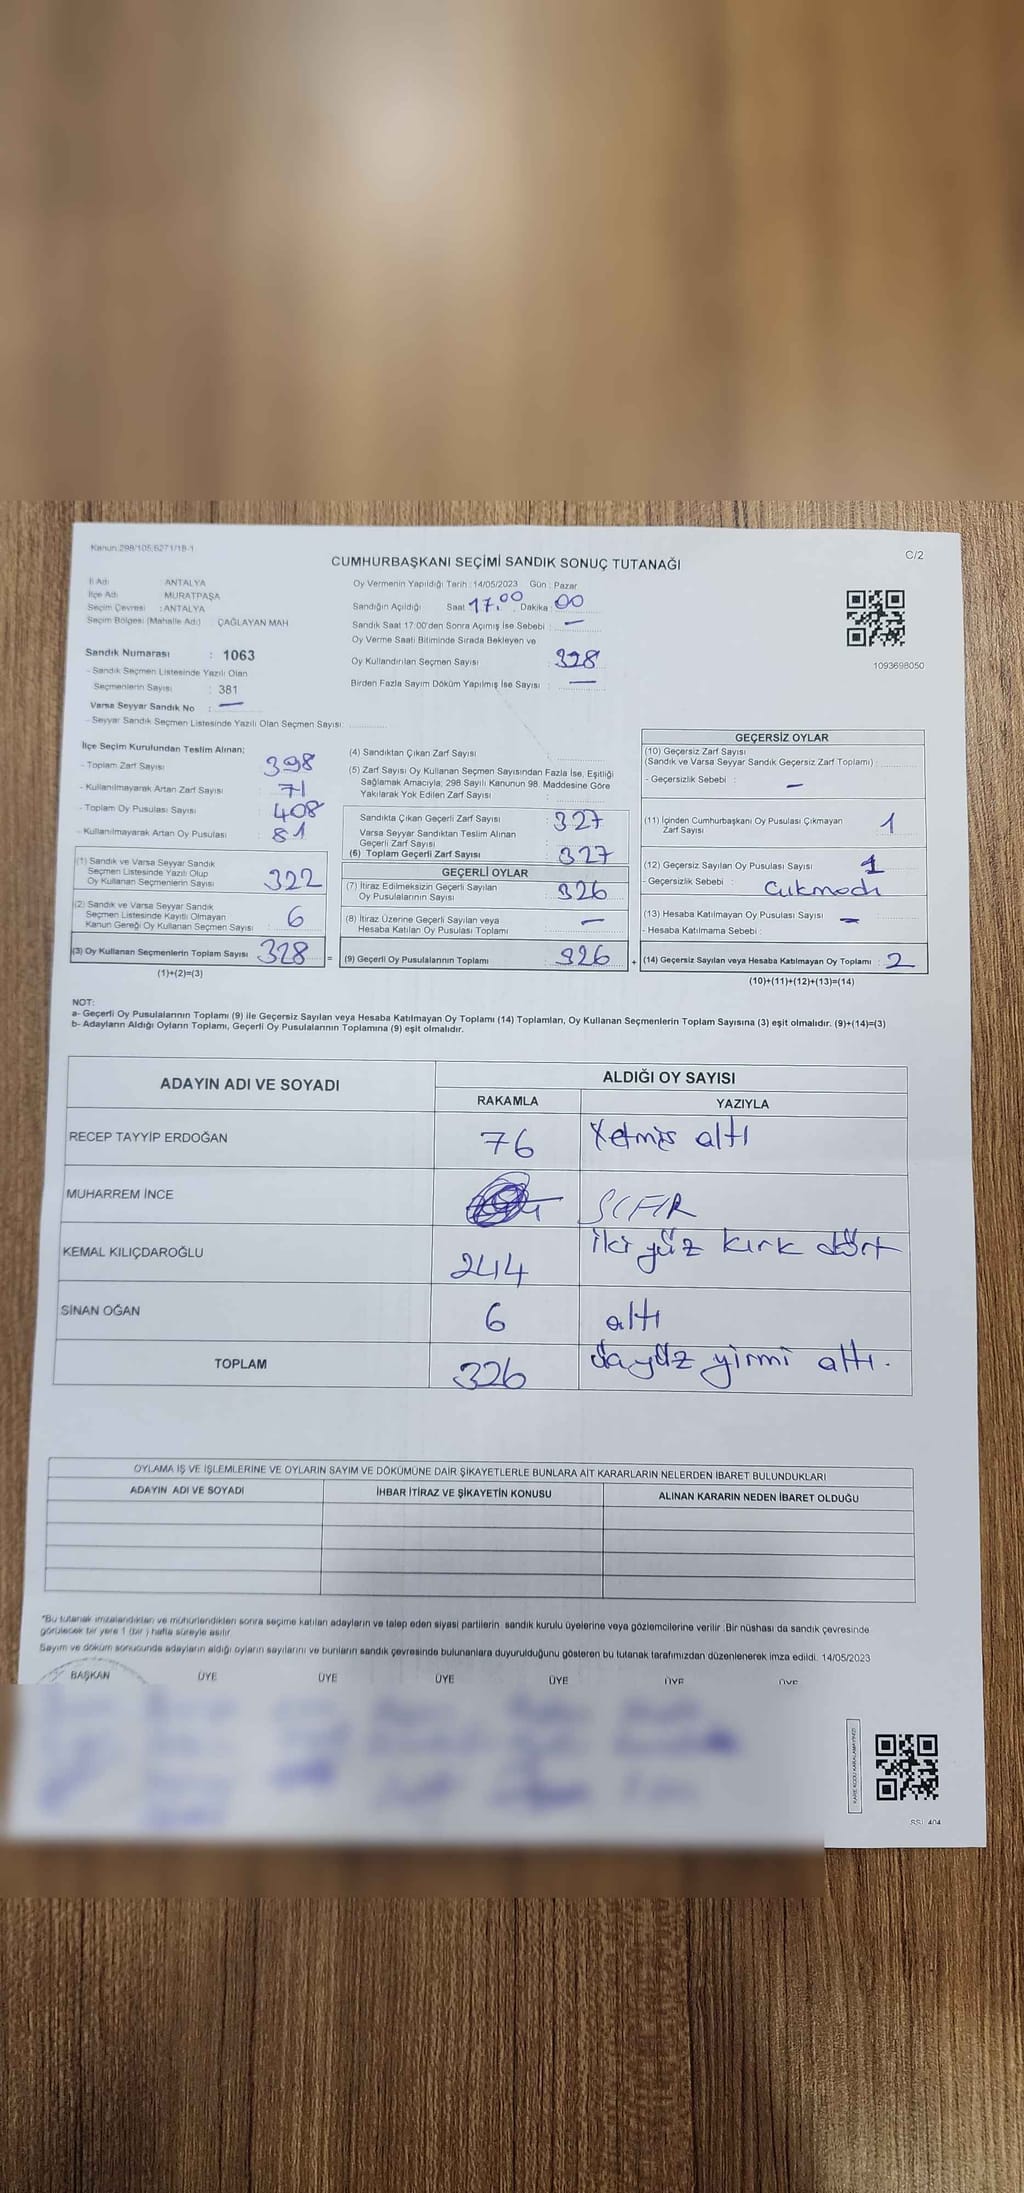 Kanun:298/105,6271/18-1
C/2
CUMHURBAŞKANI SEÇİMİ SANDIK SONUÇ TUTANAĞI
İl Adı : ANTALYA
İlçe Adı : MURATPAŞA
Seçim Çevresi : ANTALYA
Seçim Bölgesi (Mahalle Adı) : ÇAĞLAYAN MAH
Sandık Numarası : 1063
- Sandık Seçmen Listesinde Yazılı Olan
Seçmenlerin Sayısı : 381
Varsa Seyyar Sandık No : —
- Seyyar Sandık Seçmen Listesinde Yazılı Olan Seçmen Sayısı:
Oy Vermenin Yapıldığı Tarih : 14/05/2023 Gün : Pazar
Sandığın Açıldığı Saat 17.00 Dakika : 00
Sandık Saat 17:00'den Sonra Açımış İse Sebebi : —
Oy Verme Saati Bitiminde Sırada Bekleyen ve
Oy Kullandırılan Seçmen Sayısı : 328
Birden Fazla Sayım Döküm Yapılmış İse Sayısı : —
1093698050
İlçe Seçim Kurulundan Teslim Alınan;
- Toplam Zarf Sayısı : 398
- Kullanılmayarak Artan Zarf Sayısı : 71
- Toplam Oy Pusulası Sayısı : 408
- Kullanılmayarak Artan Oy Pusulası : 81
(1) Sandık ve Varsa Seyyar Sandık
Seçmen Listesinde Yazılı Olup
Oy Kullanan Seçmenlerin Sayısı : 322
(2) Sandık ve Varsa Seyyar Sandık
Seçmen Listesinde Kayıtlı Olmayan
Kanun Gereği Oy Kullanan Seçmen Sayısı : 6
(3) Oy Kullanan Seçmenlerin Toplam Sayısı : 328 =
(1)+(2)=(3)
(4) Sandıktan Çıkan Zarf Sayısı :
(5) Zarf Sayısı Oy Kullanan Seçmen Sayısından Fazla İse, Eşitliği
Sağlamak Amacıyla; 298 Sayılı Kanunun 98. Maddesine Göre
Yakılarak Yok Edilen Zarf Sayısı :
Sandıkta Çıkan Geçerli Zarf Sayısı : 327
Varsa Seyyar Sandıktan Teslim Alınan
Geçerli Zarf Sayısı :
(6) Toplam Geçerli Zarf Sayısı : 327
GEÇERLİ OYLAR
(7) İtiraz Edilmeksizin Geçerli Sayılan
Oy Pusulalarının Sayısı : 326
(8) İtiraz Üzerine Geçerli Sayılan veya
Hesaba Katılan Oy Pusulası Toplamı : —
(9) Geçerli Oy Pusulalarının Toplamı : 326 +
GEÇERSİZ OYLAR
(10) Geçersiz Zarf Sayısı
(Sandık ve Varsa Seyyar Sandık Geçersiz Zarf Toplamı) :
- Geçersizlik Sebebi : —
(11) İçinden Cumhurbaşkanı Oy Pusulası Çıkmayan
Zarf Sayısı : 1
(12) Geçersiz Sayılan Oy Pusulası Sayısı : 1
- Geçersizlik Sebebi : Cıkmadı
(13) Hesaba Katılmayan Oy Pusulası Sayısı : —
- Hesaba Katılmama Sebebi :
(14) Geçersiz Sayılan veya Hesaba Katılmayan Oy Toplamı : 2
(10)+(11)+(12)+(13)=(14)
NOT:
a- Geçerli Oy Pusulalarının Toplamı (9) ile Geçersiz Sayılan veya Hesaba Katılmayan Oy Toplamı (14) Toplamları, Oy Kullanan Seçmenlerin Toplam Sayısına (3) eşit olmalıdır. (9)+(14)=(3)
b- Adayların Aldığı Oyların Toplamı, Geçerli Oy Pusulalarının Toplamına (9) eşit olmalıdır.
ADAYIN ADI VE SOYADI ALDIĞI OY SAYISI
RAKAMLA YAZIYLA
RECEP TAYYİP ERDOĞAN 76 Yetmiş altı
MUHARREM İNCE SIFIR
KEMAL KILIÇDAROĞLU 244 iki yüz kırk dört
SİNAN OĞAN 6 altı
TOPLAM 326 üçyüz yirmi altı.
OYLAMA İŞ VE İŞLEMLERİNE VE OYLARIN SAYIM VE DÖKÜMÜNE DAİR ŞİKAYETLERLE BUNLARA AİT KARARLARIN NELERDEN İBARET BULUNDUKLARI
ADAYIN ADI VE SOYADI İHBAR İTİRAZ VE ŞİKAYETİN KONUSU ALINAN KARARIN NEDEN İBARET OLDUĞU
*Bu tutanak imzalandıktan ve mühürlendikten sonra seçime katılan adayların ve talep eden siyasi partilerin sandık kurulu üyelerine veya gözlemcilerine verilir. Bir nüshası da sandık çevresinde
görülecek bir yere 1 (bir) hafta süreyle asılır.
Sayım ve döküm sonucunda adayların aldığı oyların sayılarını ve bunların sandık çevresinde bulunanlara duyurulduğunu gösteren bu tutanak tarafımızdan düzenlenerek imza edildi. 14/05/2023
BAŞKAN ÜYE ÜYE ÜYE ÜYE ÜYE ÜYE
KARE KODU KARALAMAYINIZ!